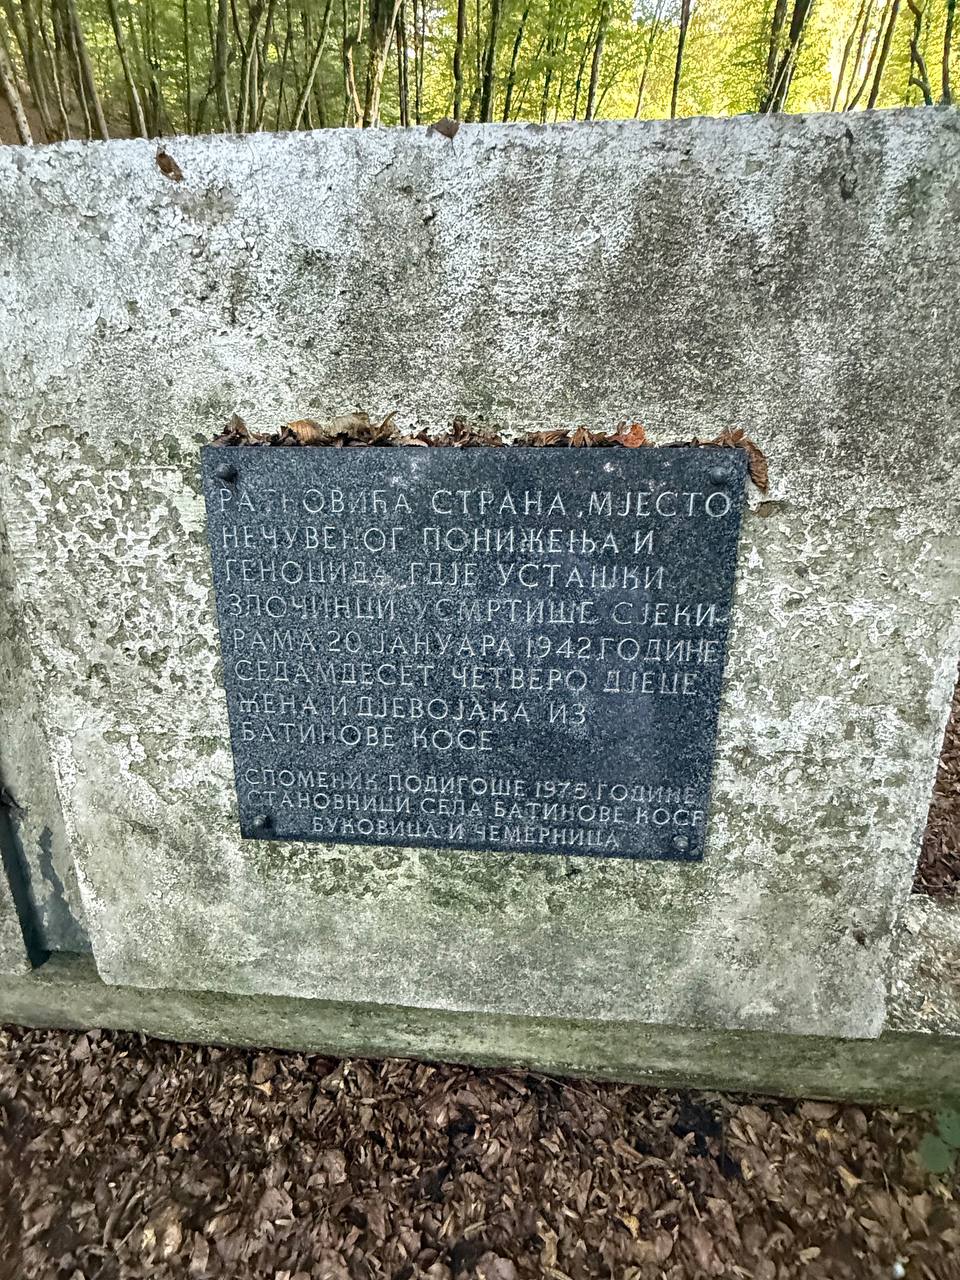 РАТКОВИЋА СТРАНА, МЈЕСТО
НЕЧУВЕНОГ ПОНИЖЕЊА И
ГЕНОЦИДА, ГДЈЕ УСТАШКИ
ЗЛОЧИНЦИ УСМРТИШЕ СЈЕКИ-
РАМА 20 ЈАНУАРА 1942.ГОДИНЕ
СЕДАМДЕСЕТ ЧЕТВЕРО ДЈЕЦЕ
ЖЕНА И ДЈЕВОЈАКА ИЗ
БАТИНОВЕ КОСЕ
СПОМЕНИК ПОДИГОШЕ 1975.ГОДИНЕ
СТАНОВНИЦИ СЕЛА БАТИНОВЕ КОСЕ
БУКОВИЦА И ЧЕМЕРНИЦА